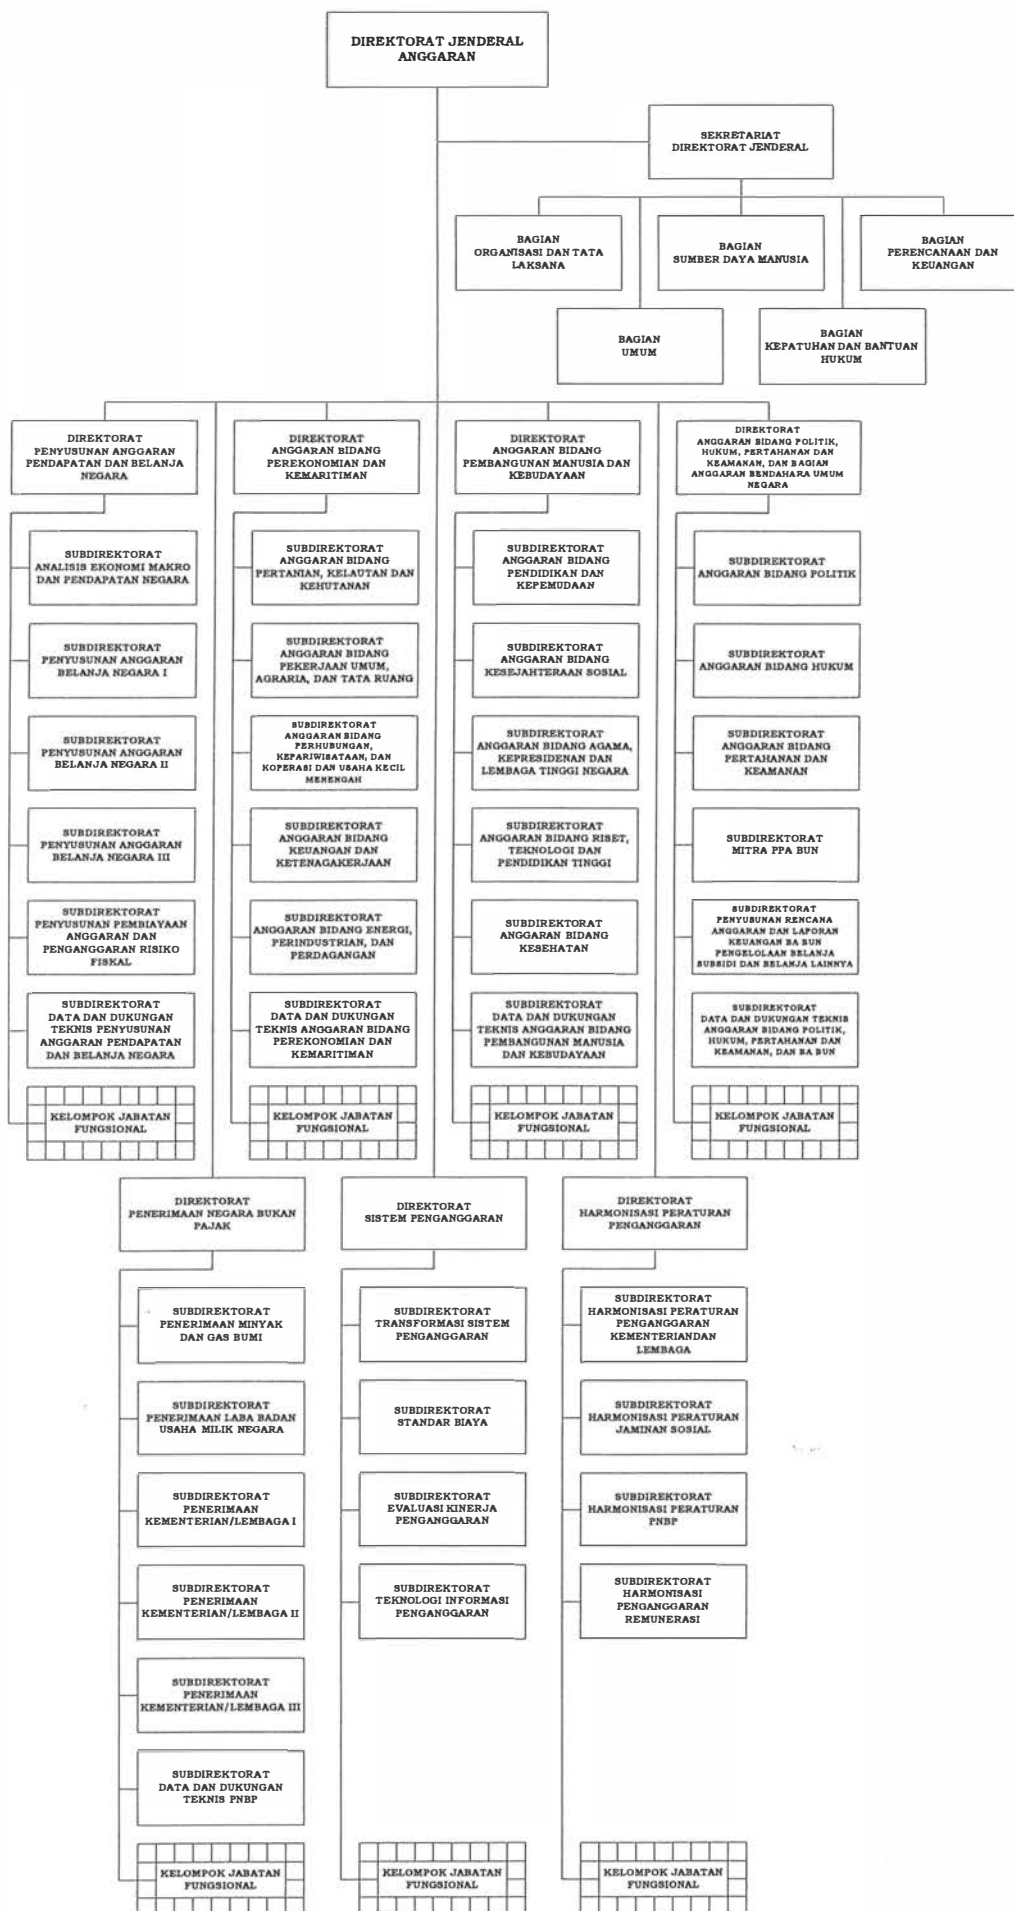 DIREKTORAT JENDERAL
ANGGARAN
SEKRETARIAT
DIREKTORAT JENDERAL
BAGIAN
ORGANISASI DAN TATA
LAKSANA
BAGIAN
SUMBER DAYA MANUSIA
BAGIAN
PERENCANAAN DAN
KEUANGAN
BAGIAN
UMUM
BAGIAN
KEPATUHAN DAN BANTUAN
HUKUM
DIREKTORAT
PENYUSUNAN ANGGARAN
PENDAPATAN DAN BELANJA
NEGARA
DIREKTORAT
ANGGARAN BIDANG
PEREKONOMIAN DAN
KEMARITIMAN
DIREKTORAT
ANGGARAN BIDANG
PEMBANGUNAN MANUSIA DAN
KEBUDAYAAN
DIREKTORAT
ANGGARAN BIDANG POLITIK,
HUKUM, PERTAHANAN DAN
KEAMANAN, DAN BAGIAN
ANGGARAN BENDAHARA UMUM
NEGARA
SUBDIREKTORAT
ANALISIS EKONOMI MAKRO
DAN PENDAPATAN NEGARA
SUBDIREKTORAT
ANGGARAN BIDANG
PERTANIAN, KELAUTAN DAN
KEHUTANAN
SUBDIREKTORAT
ANGGARAN BIDANG
PENDIDIKAN DAN
KEPEMUDAAN
SUBDIREKTORAT
ANGGARAN BIDANG POLITIK
SUBDIREKTORAT
PENYUSUNAN ANGGARAN
BELANJA NEGARA I
SUBDIREKTORAT
ANGGARAN BIDANG
PEKERJAAN UMUM,
AGRARIA, DAN TATA RUANG
SUBDIREKTORAT
ANGGARAN BIDANG
KESEJAHTERAAN SOSIAL
SUBDIREKTORAT
ANGGARAN BIDANG HUKUM
SUBDIREKTORAT
PENYUSUNAN ANGGARAN
BELANJA NEGARA II
SUBDIREKTORAT
ANGGARAN BIDANG
PERHUBUNGAN,
KEPARIWISATAAN, DAN
KOPERASI DAN USAHA KECIL
MENENGAH
SUBDIREKTORAT
ANGGARAN BIDANG AGAMA,
KEPRESIDENAN DAN
LEMBAGA TINGGI NEGARA
SUBDIREKTORAT
ANGGARAN BIDANG
PERTAHANAN DAN
KEAMANAN
SUBDIREKTORAT
PENYUSUNAN ANGGARAN
BELANJA NEGARA III
SUBDIREKTORAT
ANGGARAN BIDANG
KEUANGAN DAN
KETENAGAKERJAAN
SUBDIREKTORAT
ANGGARAN BIDANG RISET,
TEKNOLOGI DAN
PENDIDIKAN TINGGI
SUBDIREKTORAT
MITRA PPA BUN
SUBDIREKTORAT
PENYUSUNAN PEMBIAYAAN
ANGGARAN DAN
PENGANGGARAN RISIKO
FISKAL
SUBDIREKTORAT
ANGGARAN BIDANG ENERGI,
PERINDUSTRIAN, DAN
PERDAGANGAN
SUBDIREKTORAT
ANGGARAN BIDANG
KESEHATAN
SUBDIREKTORAT
PENYUSUNAN RENCANA
ANGGARAN DAN LAPORAN
KEUANGAN BA BUN
PENGELOLAAN BELANJA
SUBSIDI DAN BELANJA LAINNYA
SUBDIREKTORAT
DATA DAN DUKUNGAN
TEKNIS PENYUSUNAN
ANGGARAN PENDAPATAN
DAN BELANJA NEGARA
SUBDIREKTORAT
DATA DAN DUKUNGAN
TEKNIS ANGGARAN BIDANG
PEREKONOMIAN DAN
KEMARITIMAN
SUBDIREKTORAT
DATA DAN DUKUNGAN
TEKNIS ANGGARAN BIDANG
PEMBANGUNAN MANUSIA
DAN KEBUDAYAAN
SUBDIREKTORAT
DATA DAN DUKUNGAN TEKNIS
ANGGARAN BIDANG POLITIK,
HUKUM, PERTAHANAN DAN
KEAMANAN, DAN BA BUN
KELOMPOK JABATAN
FUNGSIONAL
KELOMPOK JABATAN
FUNGSIONAL
KELOMPOK JABATAN
FUNGSIONAL
KELOMPOK JABATAN
FUNGSIONAL
DIREKTORAT
PENERIMAAN NEGARA BUKAN
PAJAK
DIREKTORAT
SISTEM PENGANGGARAN
DIREKTORAT
HARMONISASI PERATURAN
PENGANGGARAN
SUBDIREKTORAT
PENERIMAAN MINYAK
DAN GAS BUMI
SUBDIREKTORAT
TRANSFORMASI SISTEM
PENGANGGARAN
SUBDIREKTORAT
HARMONISASI PERATURAN
PENGANGGARAN
KEMENTERIANDAN
LEMBAGA
SUBDIREKTORAT
PENERIMAAN LABA BADAN
USAHA MILIK NEGARA
SUBDIREKTORAT
STANDAR BIAYA
SUBDIREKTORAT
HARMONISASI PERATURAN
JAMINAN SOSIAL
SUBDIREKTORAT
PENERIMAAN
KEMENTERIAN/LEMBAGA I
SUBDIREKTORAT
EVALUASI KINERJA
PENGANGGARAN
SUBDIREKTORAT
HARMONISASI PERATURAN
PNBP
SUBDIREKTORAT
PENERIMAAN
KEMENTERIAN/LEMBAGA II
SUBDIREKTORAT
TEKNOLOGI INFORMASI
PENGANGGARAN
SUBDIREKTORAT
HARMONISASI
PENGANGGARAN
REMUNERASI
SUBDIREKTORAT
PENERIMAAN
KEMENTERIAN/LEMBAGA III
SUBDIREKTORAT
DATA DAN DUKUNGAN
TEKNIS PNBP
KELOMPOK JABATAN
FUNGSIONAL
KELOMPOK JABATAN
FUNGSIONAL
KELOMPOK JABATAN
FUNGSIONAL